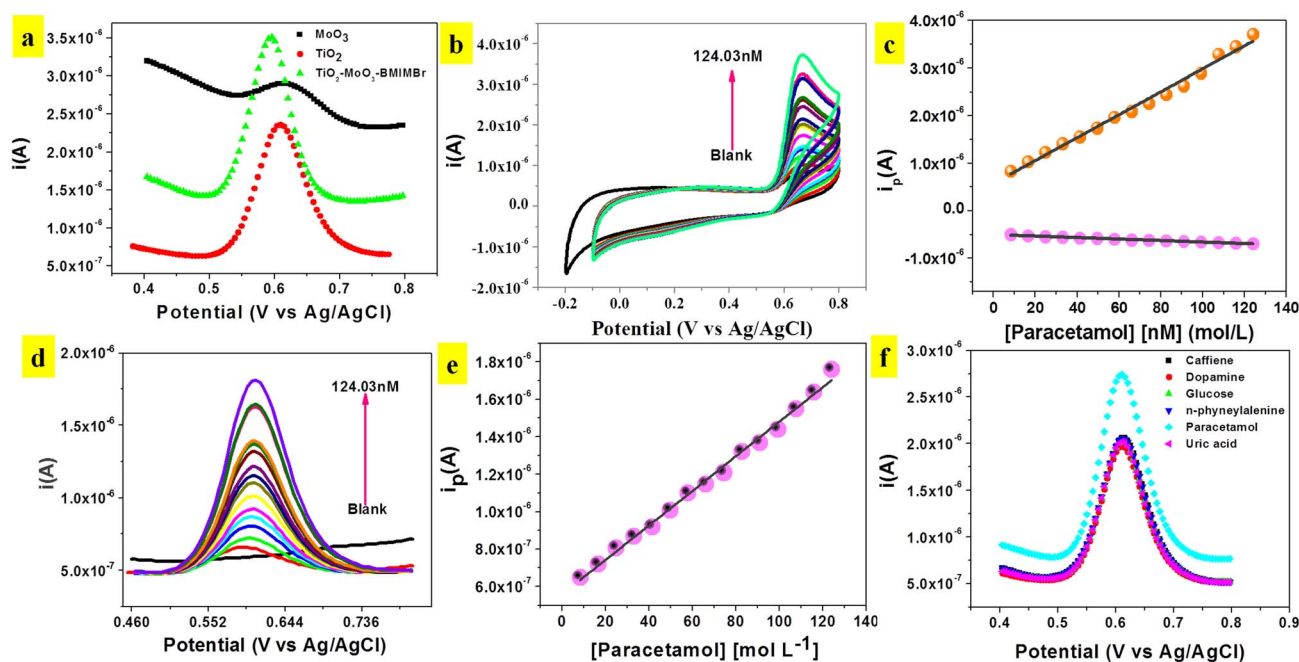 a
MoO₃
TiO₂
TiO₂-MoO₃-BMIMBr
3.5x10⁻⁶
3.0x10⁻⁶
2.5x10⁻⁶
2.0x10⁻⁶
1.5x10⁻⁶
1.0x10⁻⁶
5.0x10⁻⁷
i(A)
0.4 0.5 0.6 0.7 0.8
Potential (V vs Ag/AgCl)
b
124.03nM
Blank
4.0x10⁻⁶
3.0x10⁻⁶
2.0x10⁻⁶
1.0x10⁻⁶
0.0
-1.0x10⁻⁶
-2.0x10⁻⁶
i(A)
-0.2 0.0 0.2 0.4 0.6 0.8
Potential (V vs Ag/AgCl)
c
4.0x10⁻⁶
3.0x10⁻⁶
2.0x10⁻⁶
1.0x10⁻⁶
0.0
-1.0x10⁻⁶
iₚ(A)
0 20 40 60 80 100 120 140
[Paracetamol] [nM] (mol/L)
d
124.03nM
Blank
2.0x10⁻⁶
1.5x10⁻⁶
1.0x10⁻⁶
5.0x10⁻⁷
i(A)
0.460 0.552 0.644 0.736
Potential (V vs Ag/AgCl)
e
1.8x10⁻⁶
1.6x10⁻⁶
1.4x10⁻⁶
1.2x10⁻⁶
1.0x10⁻⁶
8.0x10⁻⁷
6.0x10⁻⁷
iₚ(A)
0 20 40 60 80 100 120 140
[Paracetamol] [mol L⁻¹]
f
Caffiene
Dopamine
Glucose
n-phyneylalenine
Paracetamol
Uric acid
3.0x10⁻⁶
2.5x10⁻⁶
2.0x10⁻⁶
1.5x10⁻⁶
1.0x10⁻⁶
5.0x10⁻⁷
i(A)
0.4 0.5 0.6 0.7 0.8 0.9
Potential (V vs Ag/AgCl)